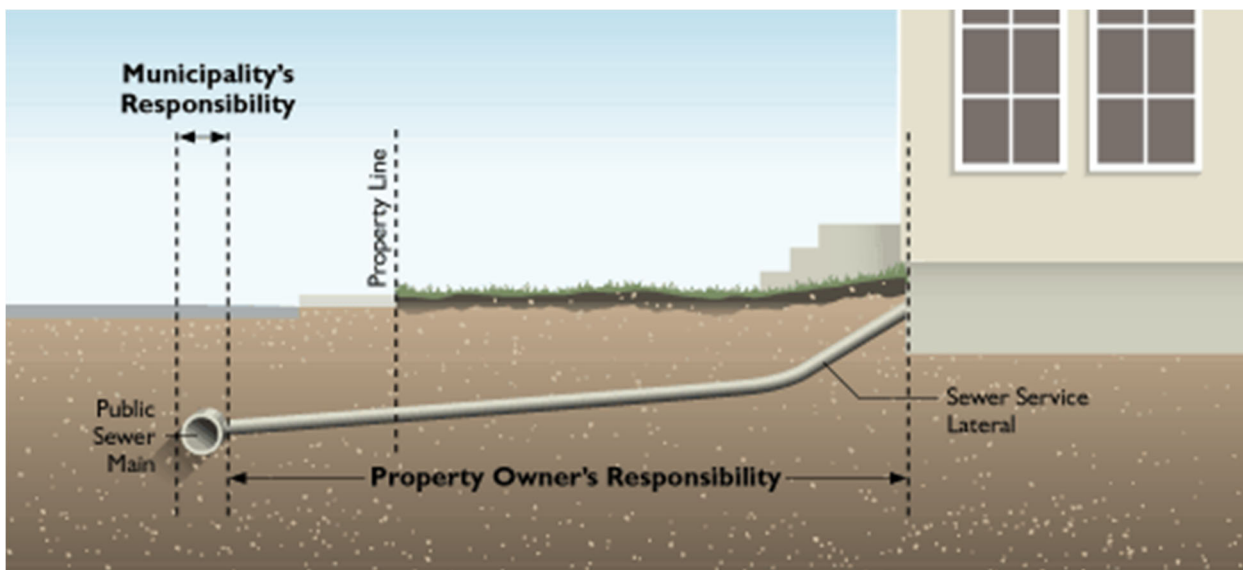 Municipality's
Responsibility
Property Line
Public
Sewer
Main
Sewer Service
Lateral
Property Owner's Responsibility